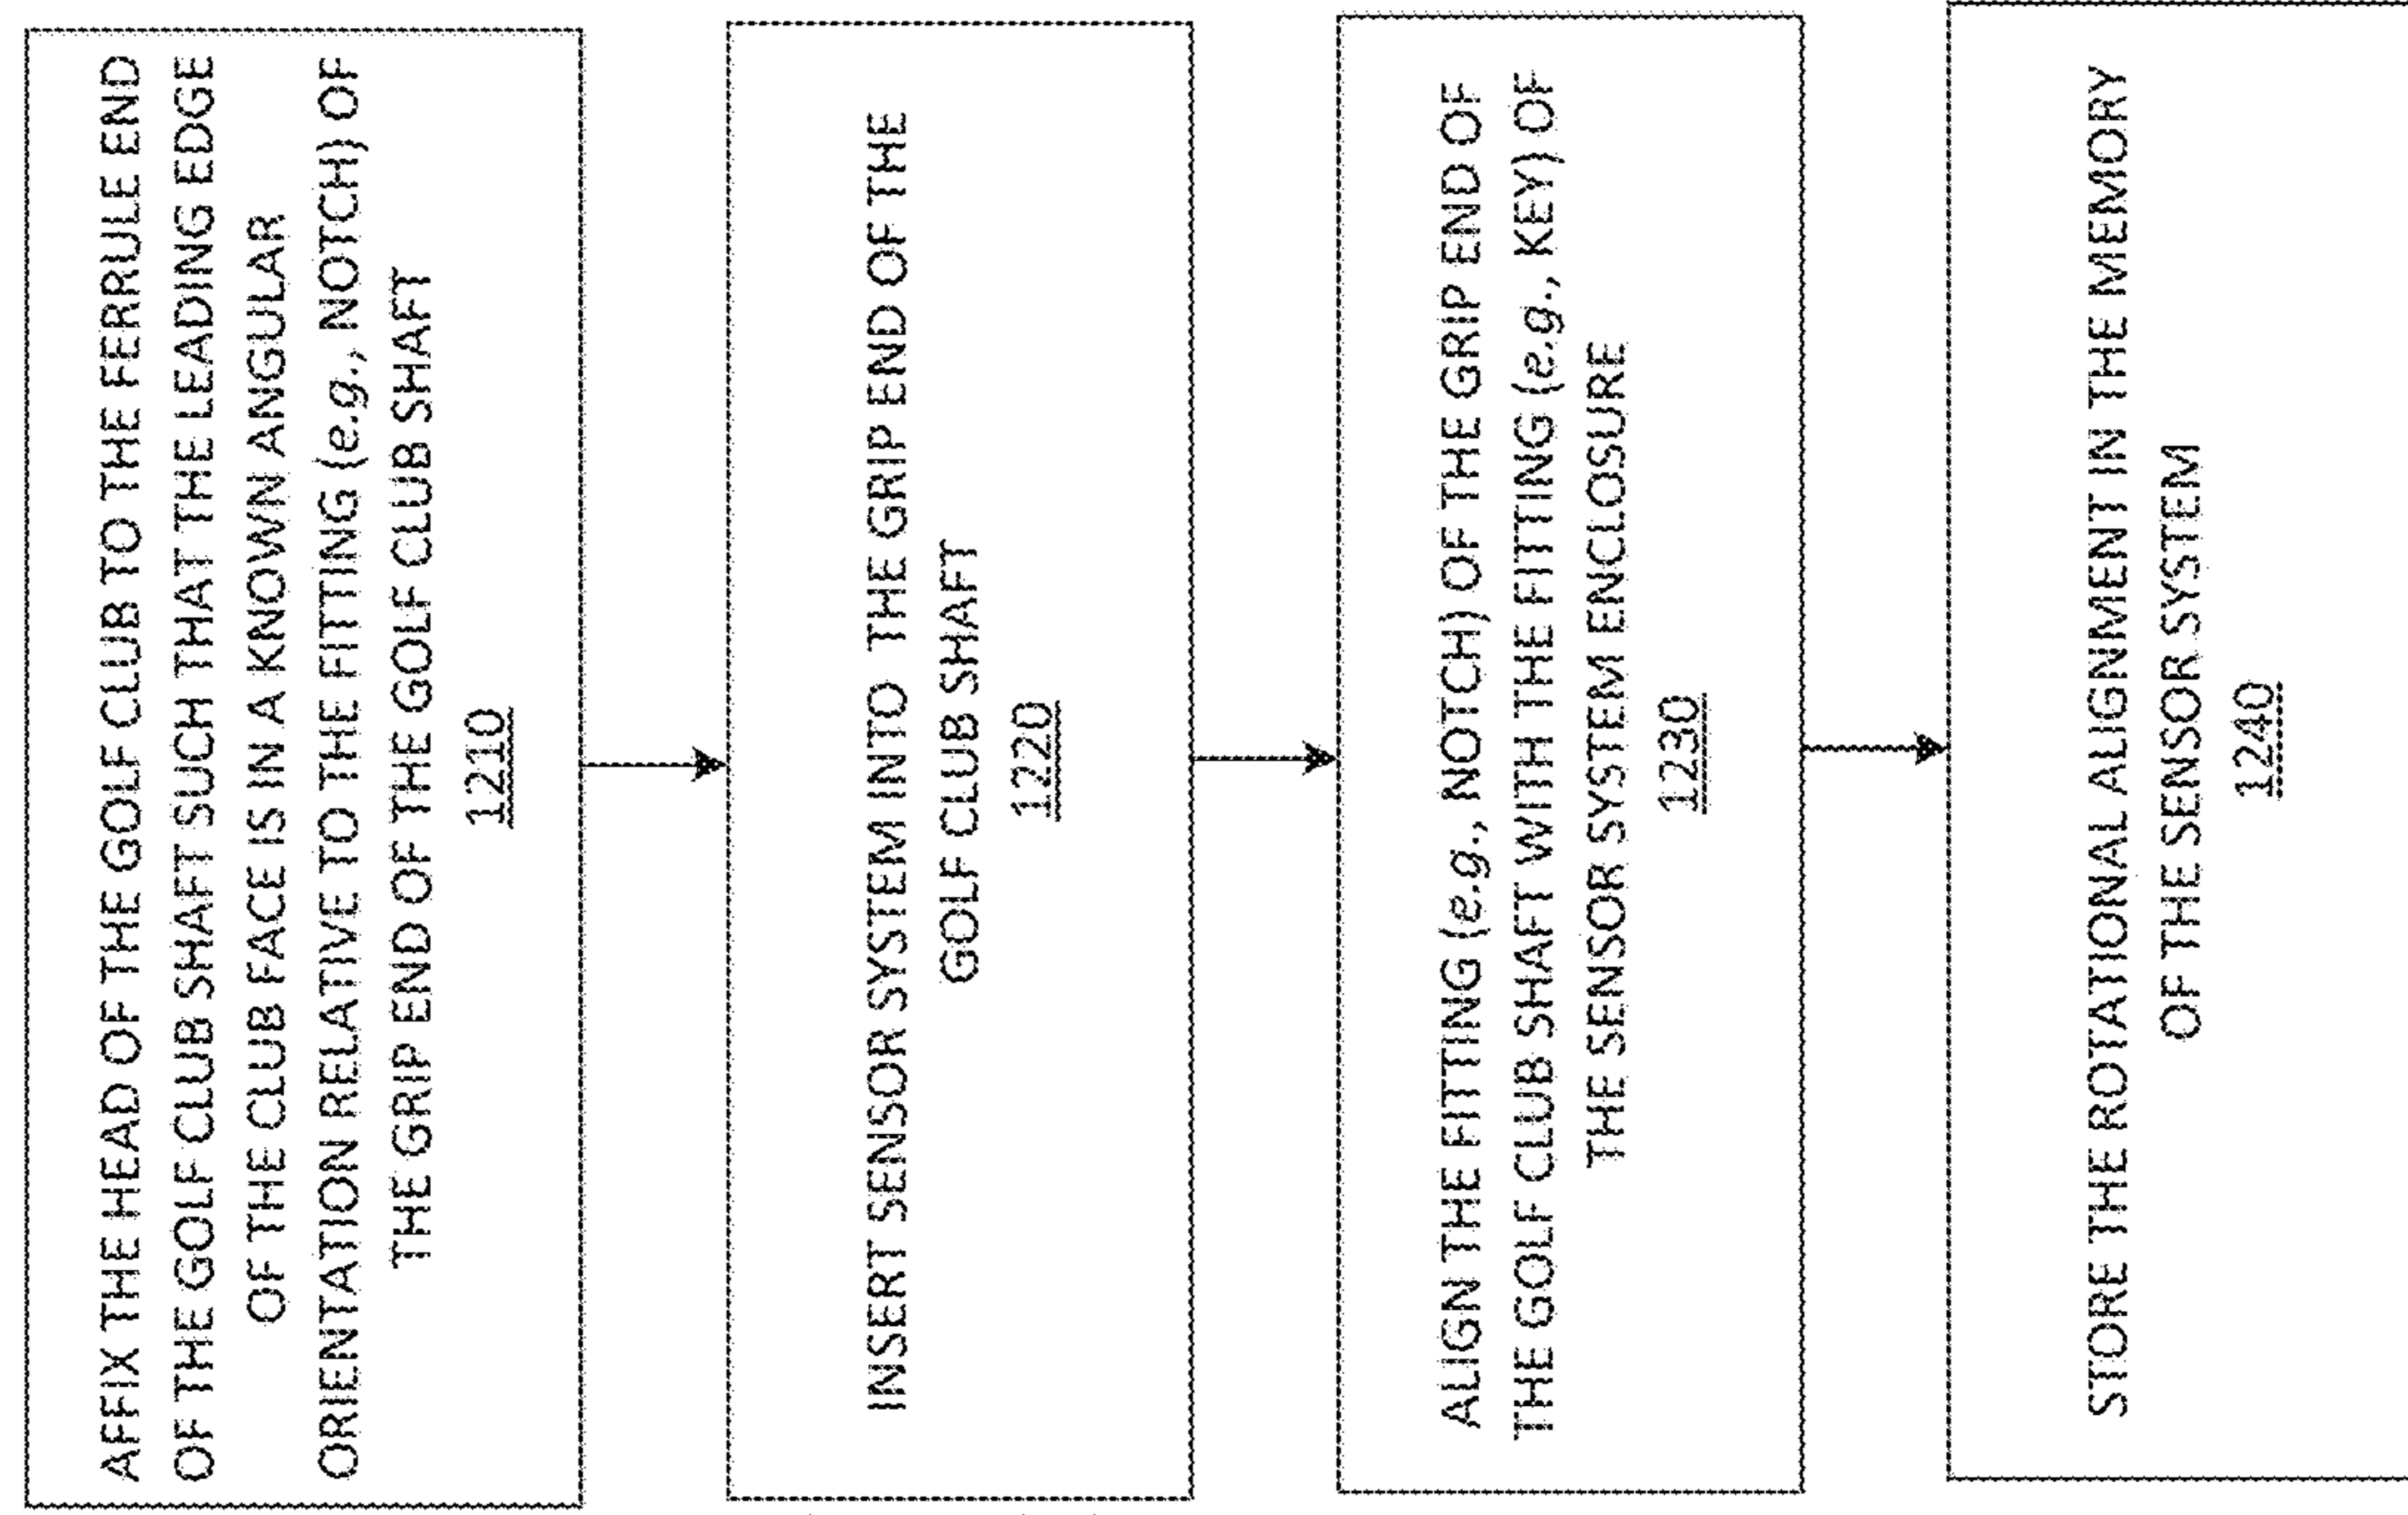 AFFIX THE HEAD OF THE GOLF CLUB TO THE FERRULE END
OF THE GOLF CLUB SHAFT SUCH THAT THE LEADING EDGE
OF THE CLUB FACE IS IN A KNOWN ANGULAR
ORIENTATION RELATIVE TO THE FITTING (e.g., NOTCH) OF
THE GRIP END OF THE GOLF CLUB SHAFT
1210
INSERT SENSOR SYSTEM INTO THE GRIP END OF THE
GOLF CLUB SHAFT
1220
ALIGN THE FITTING (e.g., NOTCH) OF THE GRIP END OF
THE GOLF CLUB SHAFT WITH THE FITTING (e.g., KEY) OF
THE SENSOR SYSTEM ENCLOSURE
1230
STORE THE ROTATIONAL ALIGNMENT IN THE MEMORY
OF THE SENSOR SYSTEM
1240